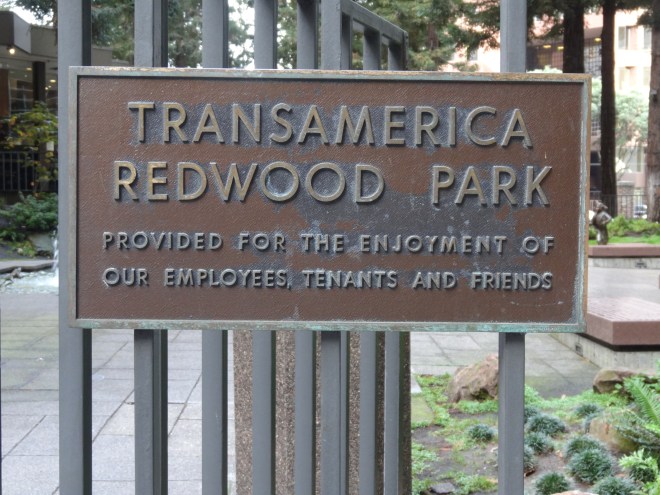 TRANSAMERICA
REDWOOD PARK
PROVIDED FOR THE ENJOYMENT OF
OUR EMPLOYEES, TENANTS AND FRIENDS